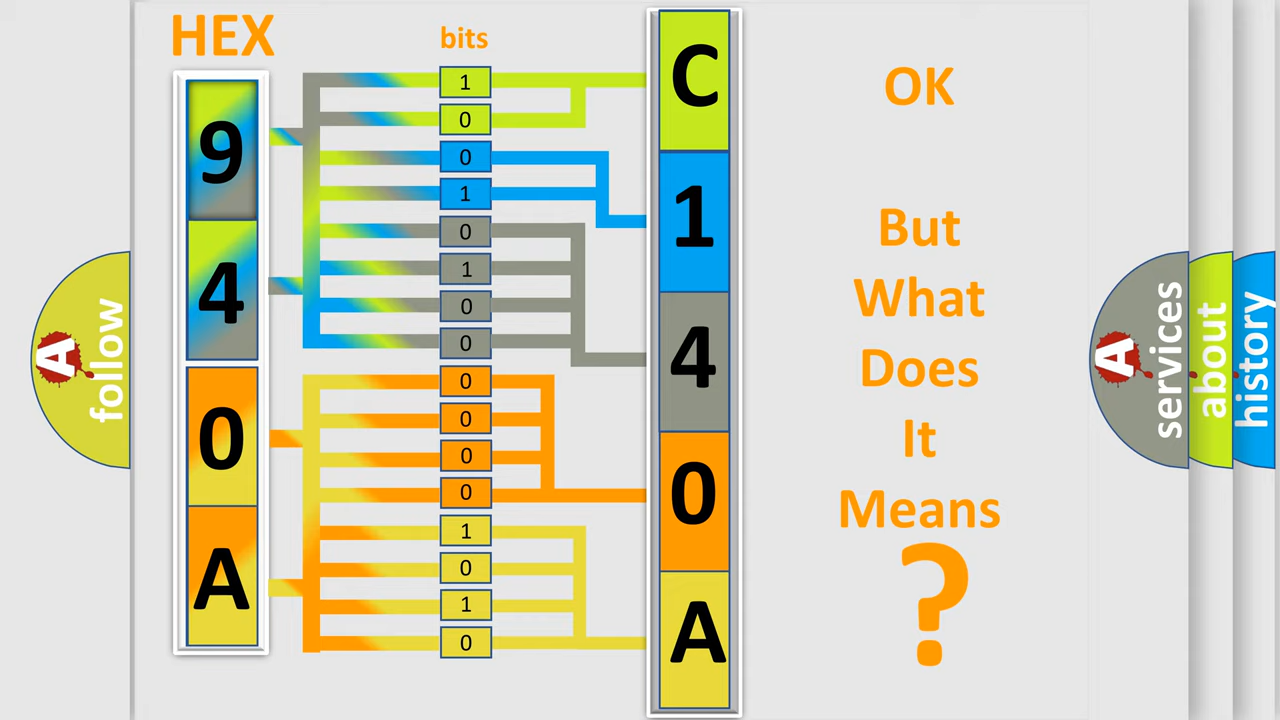 HEX
bits
9
4
0
A
1
0
0
1
0
1
0
0
0
0
0
0
1
0
1
0
C
1
4
0
A
OK
But
What
Does
It
Means
?
A
follow
A
services
about
history